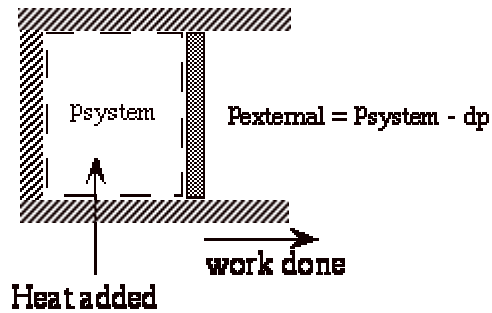 Psystem
Pexternal = Psystem - dp
work done
Heat added